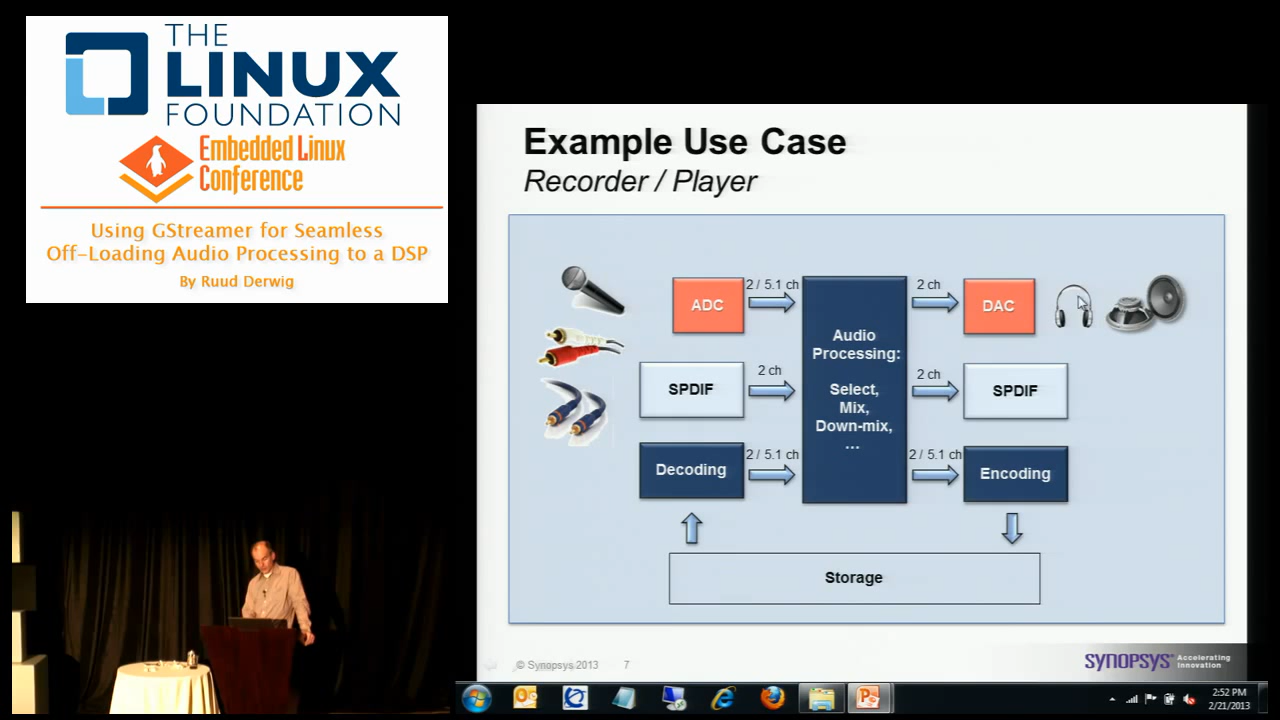 THE
LINUX
FOUNDATION
Embedded Linux
Conference
Using GStreamer for Seamless
Off-Loading Audio Processing to a DSP
By Ruud Derwig
Example Use Case
Recorder / Player
ADC
2 / 5.1 ch
Audio
Processing:
Select,
Mix,
Down-mix,
...
2 ch
DAC
SPDIF
2 ch
2 ch
SPDIF
Decoding
2 / 5.1 ch
2 / 5.1 ch
Encoding
Storage
© Synopsys 2013
7
SYNOPSYS
Accelerating
Innovation
2:52 PM
2/21/2013